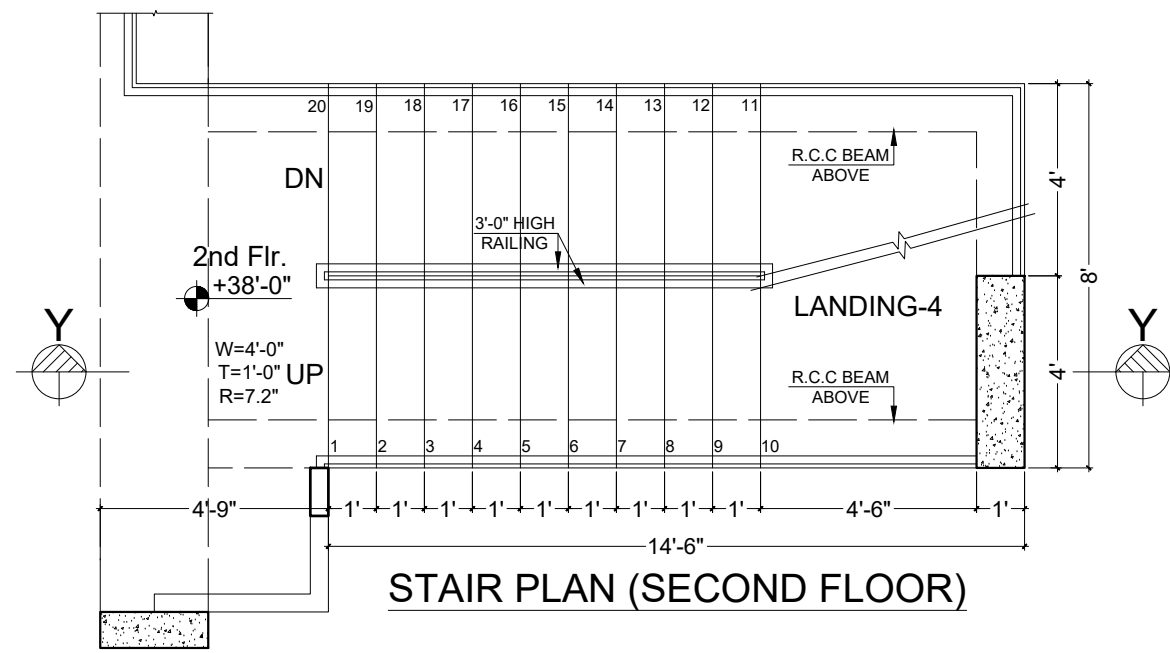 20 19 18 17 16 15 14 13 12 11
R.C.C BEAM
ABOVE
4'
DN
3'-0" HIGH
RAILING
2nd Flr.
+38'-0"
8'
LANDING-4
Y
Y
W=4'-0"
T=1'-0"
R=7.2"
UP
R.C.C BEAM
ABOVE
4'
1 2 3 4 5 6 7 8 9 10
4'-9" 1' 1' 1' 1' 1' 1' 1' 1' 1' 4'-6" 1'
14'-6"
STAIR PLAN (SECOND FLOOR)